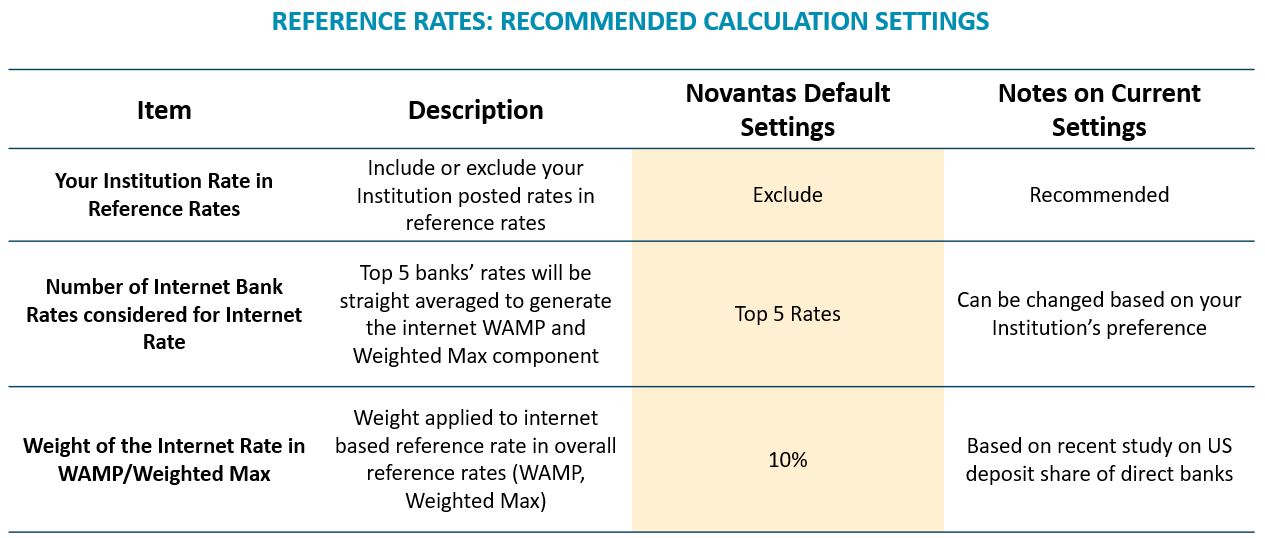 REFERENCE RATES: RECOMMENDED CALCULATION SETTINGS
Item
Description
Novantas Default
Settings
Notes on Current
Settings
Your Institution Rate in
Reference Rates
Include or exclude your
Institution posted rates in
reference rates
Exclude
Recommended
Number of Internet Bank
Rates considered for Internet
Rate
Top 5 banks’ rates will be
straight averaged to generate
the internet WAMP and
Weighted Max component
Top 5 Rates
Can be changed based on your
Institution’s preference
Weight of the Internet Rate in
WAMP/Weighted Max
Weight applied to internet
based reference rate in overall
reference rates (WAMP,
Weighted Max)
10%
Based on recent study on US
deposit share of direct banks